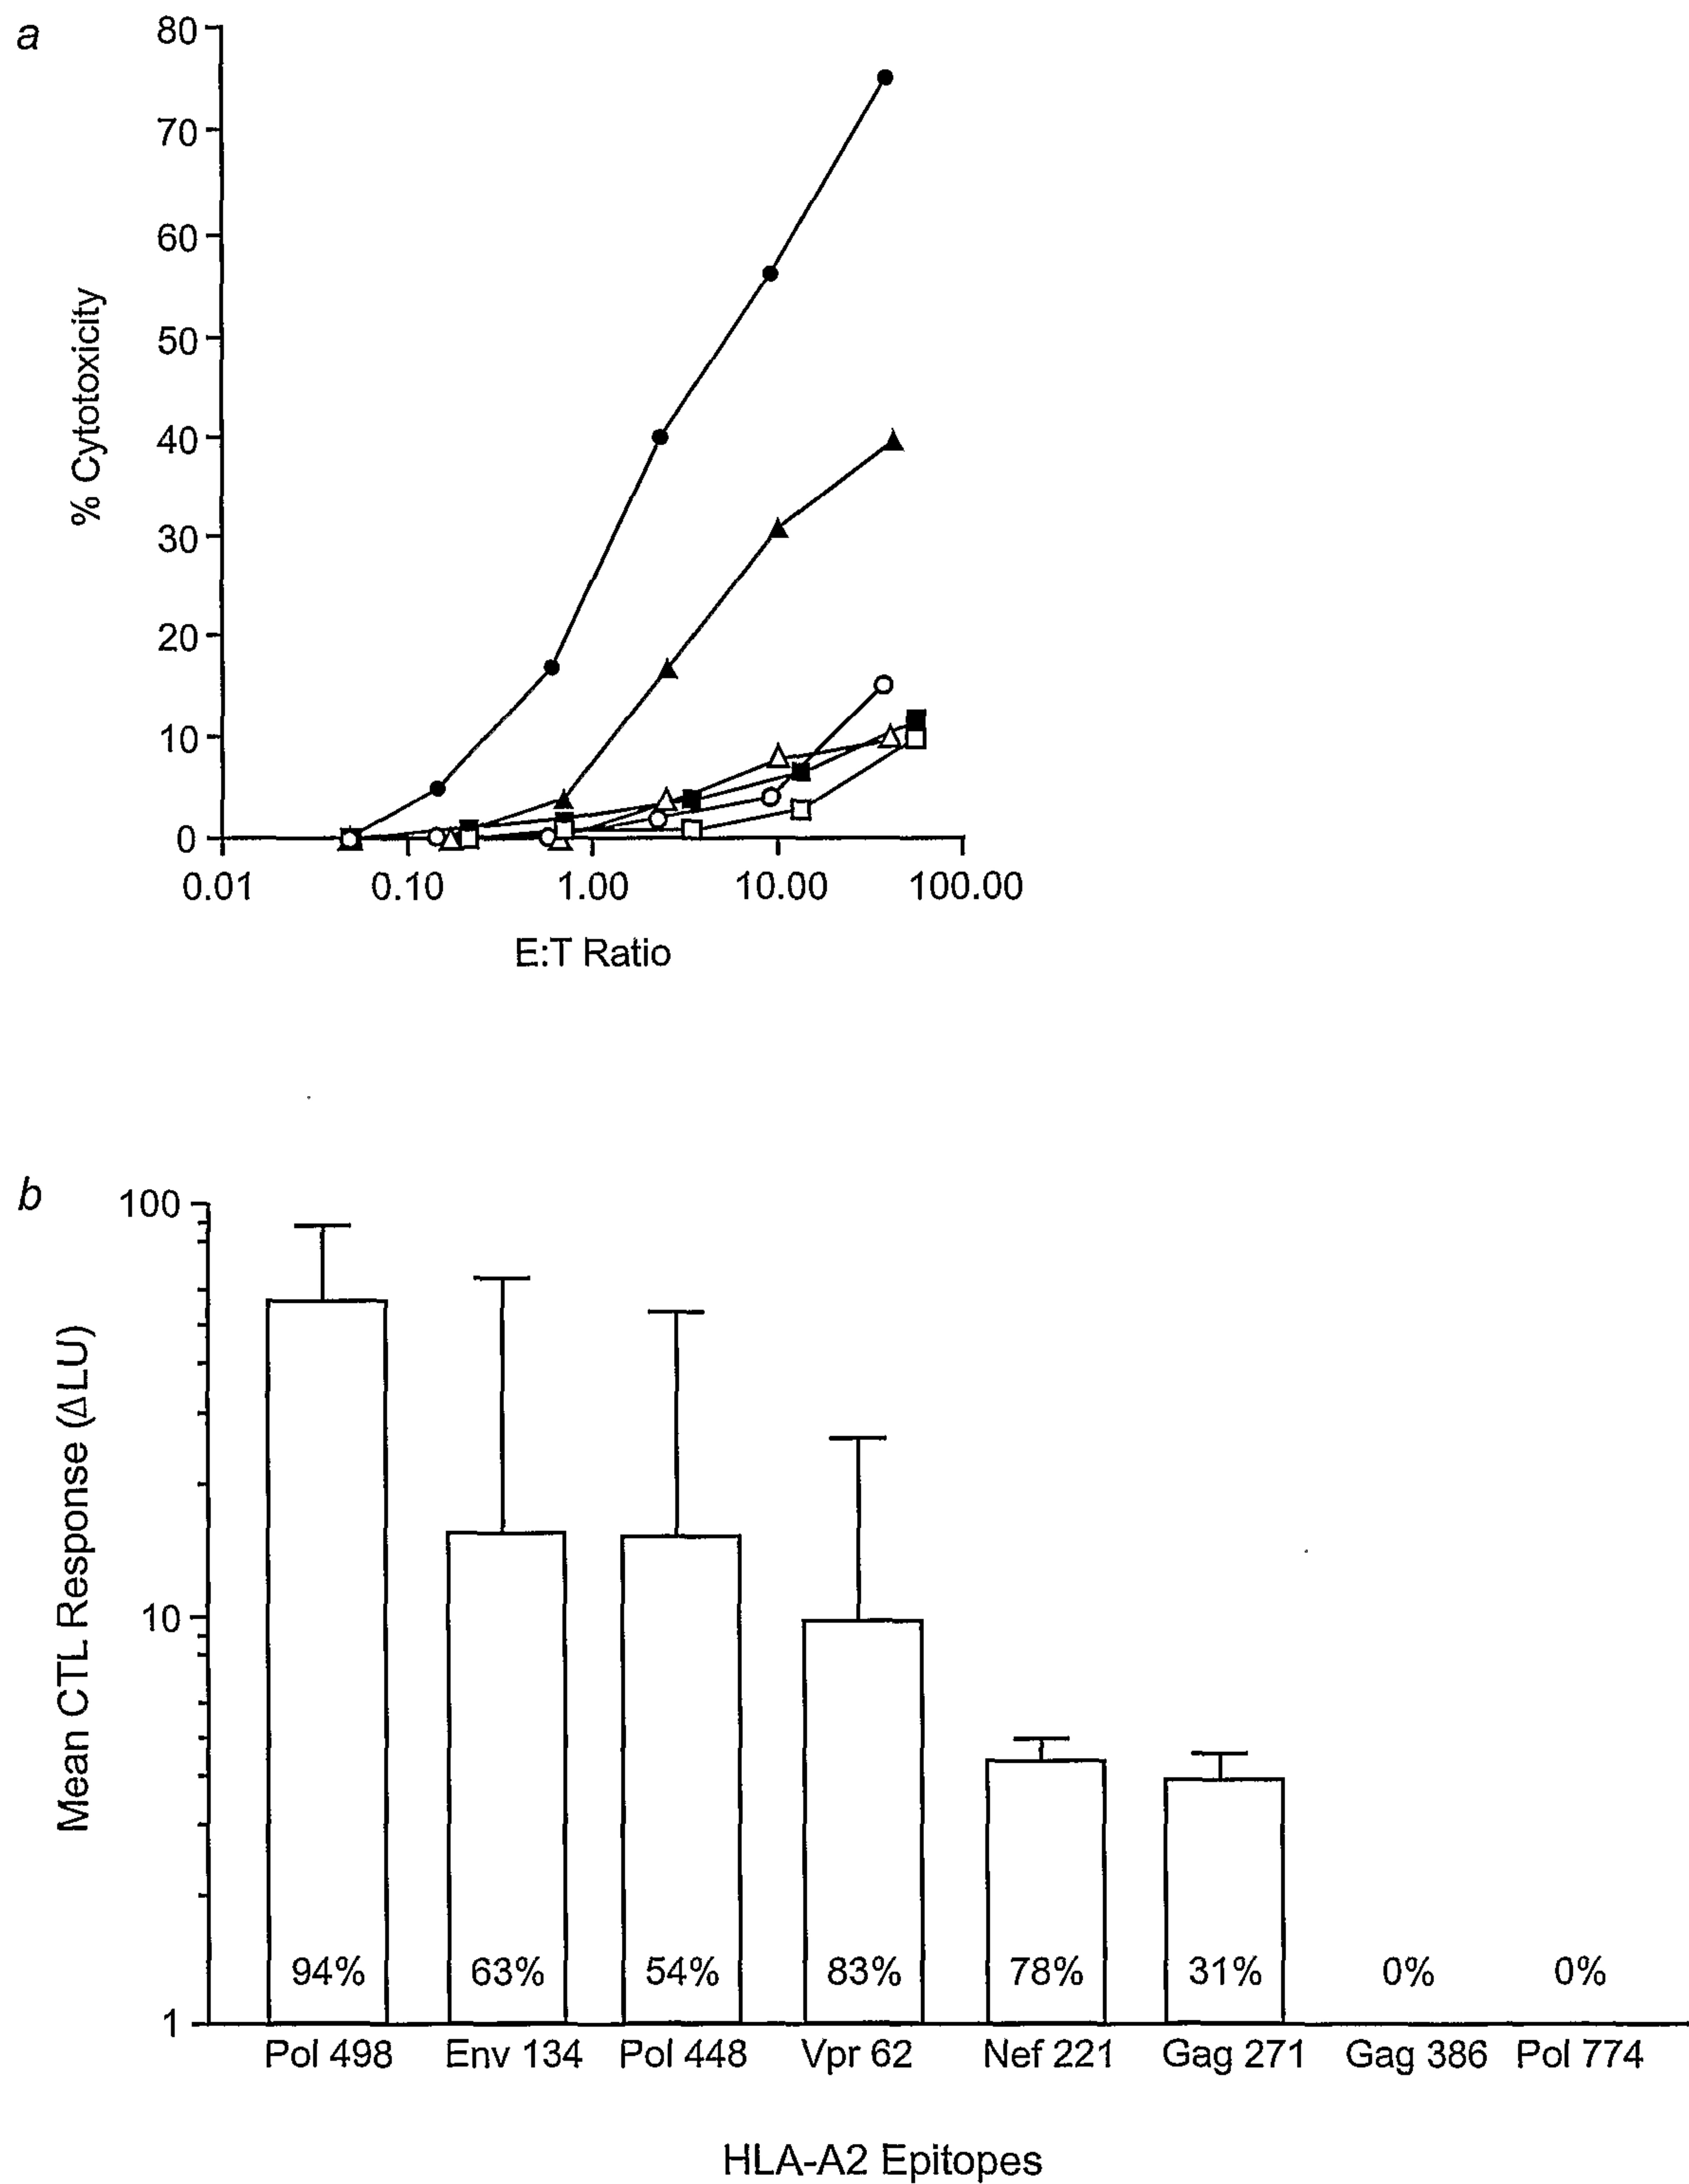 a
80
70
60
50
40
30
20
10
0
% Cytotoxicity
0.01 0.10 1.00 10.00 100.00
E:T Ratio
b
100
10
1
Mean CTL Response (ΔLU)
94% 63% 54% 83% 78% 31% 0% 0%
Pol 498 Env 134 Pol 448 Vpr 62 Nef 221 Gag 271 Gag 386 Pol 774
HLA-A2 Epitopes